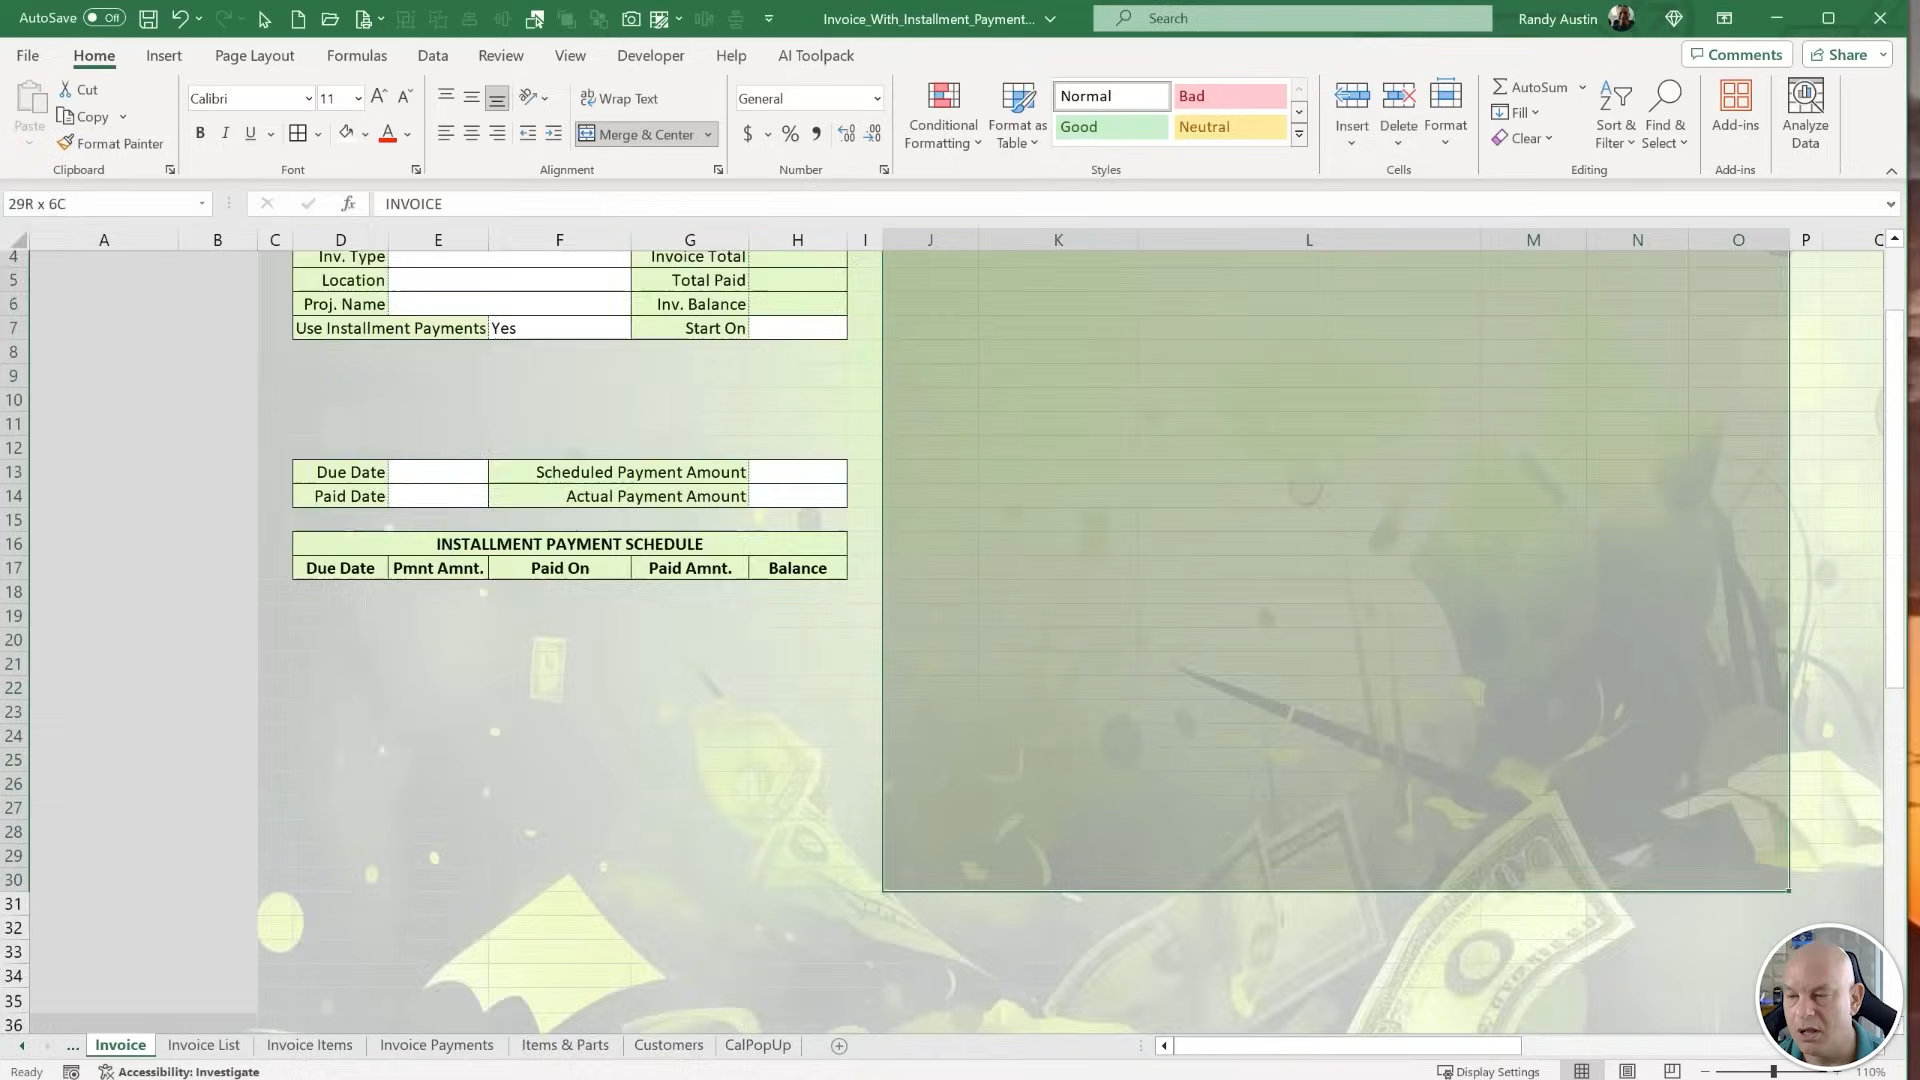 AutoSave Off Invoice_With_Installment_Payment... Search Randy Austin
File Home Insert Page Layout Formulas Data Review View Developer Help AI Toolpack Comments Share
Paste Cut Copy Format Painter Clipboard
Calibri 11 B I U A Font
ab Wrap Text Merge & Center Alignment
General $ % Number
Conditional Formatting Format as Table Normal Bad Good Neutral Styles
Insert Delete Format Cells
AutoSum Fill Clear Sort & Filter Find & Select Editing
Add-ins Add-ins
Analyze Data
29R x 6C fx INVOICE
A B C D E F G H I J K L M N O P
4 Inv. Type Invoice Total
5 Location Total Paid
6 Proj. Name Inv. Balance
7 Use Installment Payments Yes Start On
8
9
10
11
12
13 Due Date Scheduled Payment Amount
14 Paid Date Actual Payment Amount
15
16 INSTALLMENT PAYMENT SCHEDULE
17 Due Date Pmnt Amnt. Paid On Paid Amnt. Balance
18
19
20
21
22
23
24
25
26
27
28
29
30
31
32
33
34
35
36
... Invoice Invoice List Invoice Items Invoice Payments Items & Parts Customers CalPopUp
Ready Accessibility: Investigate Display Settings 110%